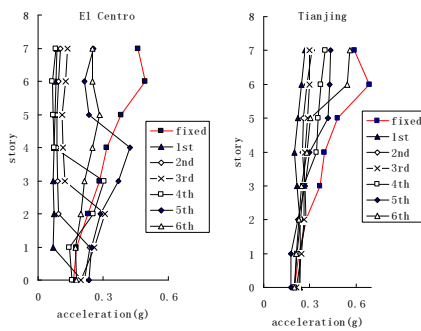 El Centro
8
7
6
5
4
3
2
1
0
story
0
0.3
0.6
acceleration(g)
fixed
1st
2nd
3rd
4th
5th
6th
Tianjing
8
7
6
5
4
3
2
1
0
story
0
0.3
0.6
acceleration(g)
fixed
1st
2nd
3rd
4th
5th
6th